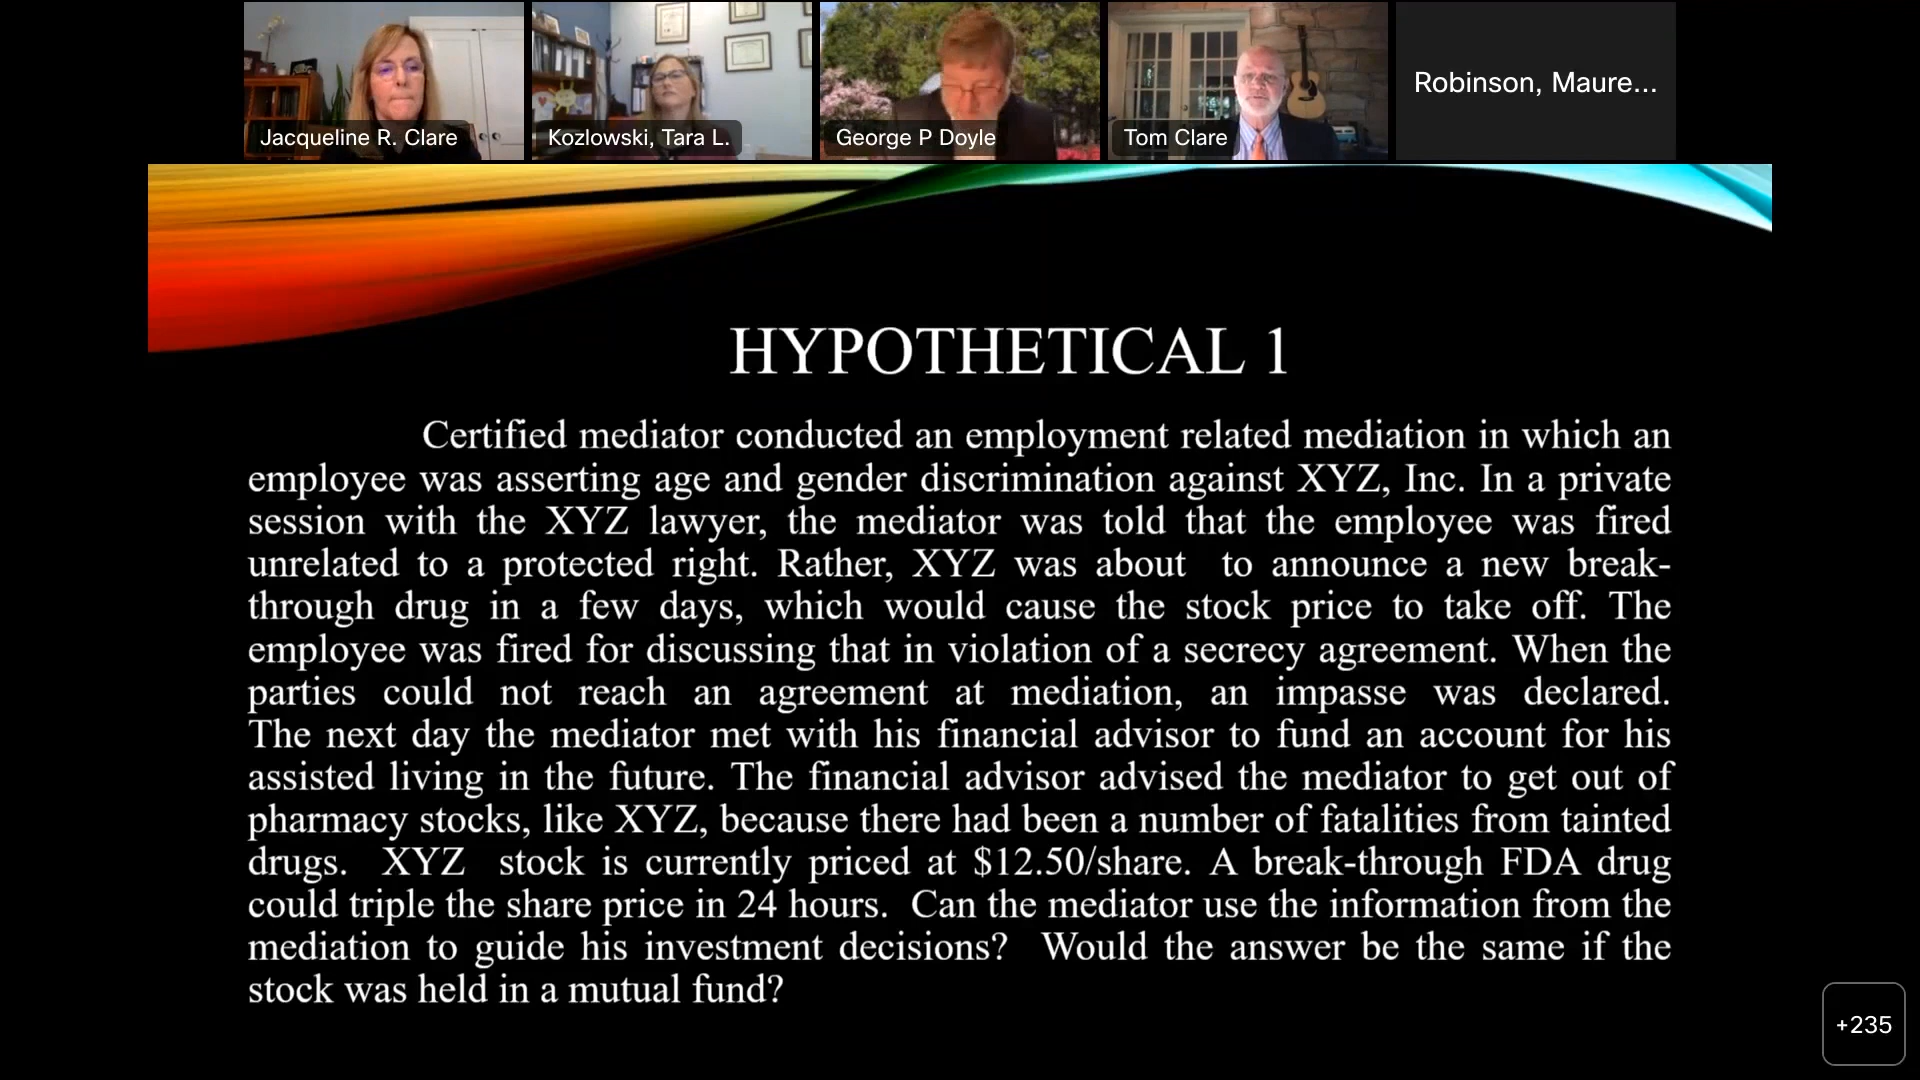 Jacqueline R. Clare
Kozlowski, Tara L.
George P Doyle
Tom Clare
Robinson, Maure...
HYPOTHETICAL 1
Certified mediator conducted an employment related mediation in which an
employee was asserting age and gender discrimination against XYZ, Inc. In a private
session with the XYZ lawyer, the mediator was told that the employee was fired
unrelated to a protected right. Rather, XYZ was about to announce a new break-
through drug in a few days, which would cause the stock price to take off. The
employee was fired for discussing that in violation of a secrecy agreement. When the
parties could not reach an agreement at mediation, an impasse was declared.
The next day the mediator met with his financial advisor to fund an account for his
assisted living in the future. The financial advisor advised the mediator to get out of
pharmacy stocks, like XYZ, because there had been a number of fatalities from tainted
drugs. XYZ stock is currently priced at $12.50/share. A break-through FDA drug
could triple the share price in 24 hours. Can the mediator use the information from the
mediation to guide his investment decisions? Would the answer be the same if the
stock was held in a mutual fund?
+235